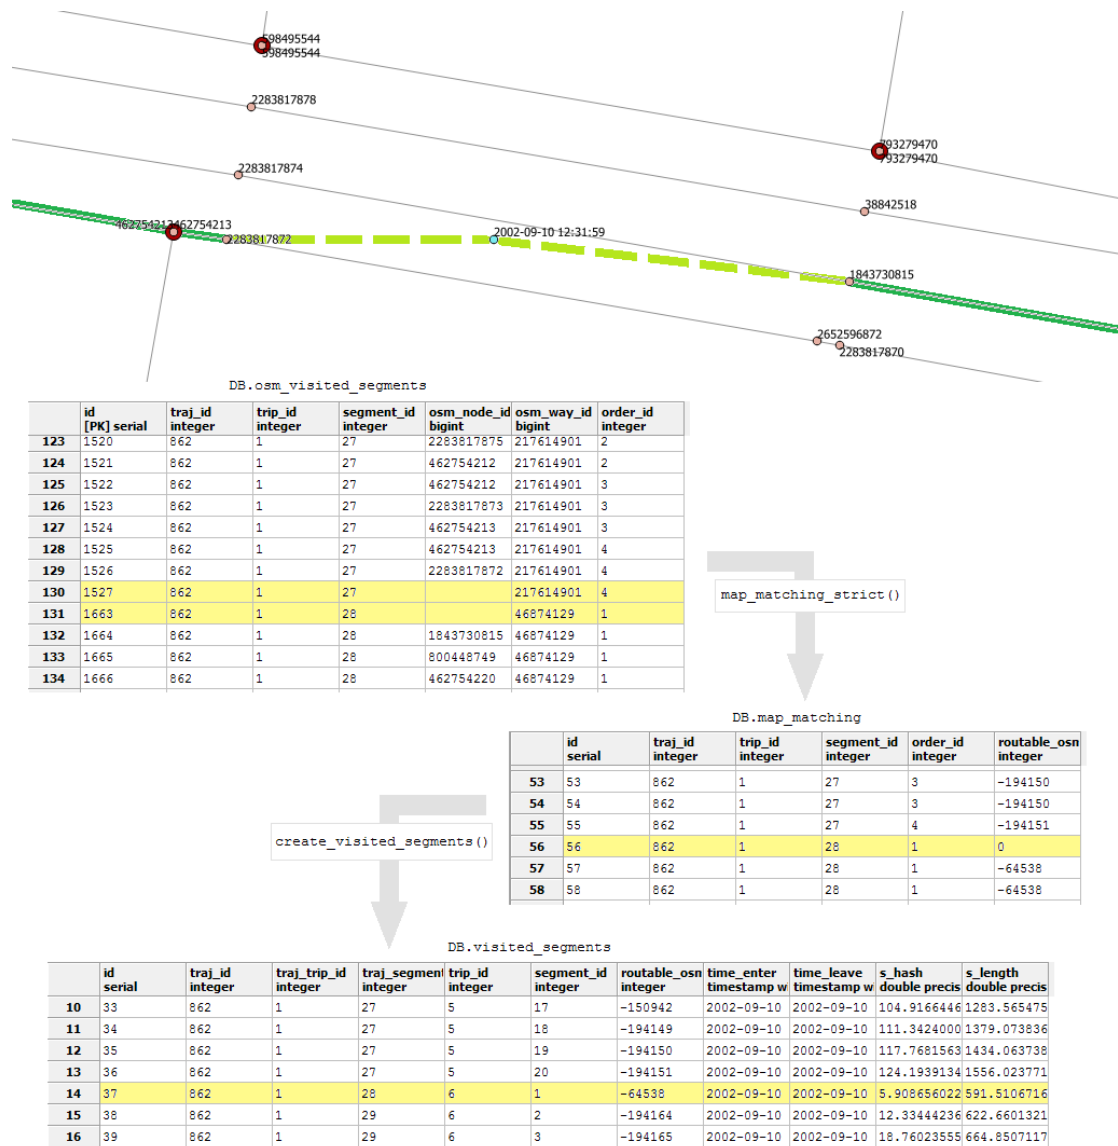 598495544
598495544
2283817878
793279470
793279470
2283817874
38842518
462754213462754213
2283817872
2002-09-10 12:31:59
1843730815
2652596872
2283817870
DB.osm_visited_segments
id traj_id trip_id segment_id osm_node_id osm_way_id order_id
[PK] serial integer integer integer bigint bigint integer
123 1520 862 1 27 2283817875 217614901 2
124 1521 862 1 27 462754212 217614901 2
125 1522 862 1 27 462754212 217614901 3
126 1523 862 1 27 2283817873 217614901 3
127 1524 862 1 27 462754213 217614901 3
128 1525 862 1 27 462754213 217614901 4
129 1526 862 1 27 2283817872 217614901 4
130 1527 862 1 27 217614901 4
131 1663 862 1 28 46874129 1
132 1664 862 1 28 1843730815 46874129 1
133 1665 862 1 28 800448749 46874129 1
134 1666 862 1 28 462754220 46874129 1
map_matching_strict()
DB.map_matching
id traj_id trip_id segment_id order_id routable_osm
serial integer integer integer integer integer
53 53 862 1 27 3 -194150
54 54 862 1 27 3 -194150
55 55 862 1 27 4 -194151
56 56 862 1 28 1 0
57 57 862 1 28 1 -64538
58 58 862 1 28 1 -64538
create_visited_segments()
DB.visited_segments
id traj_id traj_trip_id traj_segment trip_id segment_id routable_osm time_enter time_leave s_hash s_length
serial integer integer integer integer integer integer timestamp w timestamp w double precis double precis
10 33 862 1 27 5 17 -150942 2002-09-10 2002-09-10 104.9166446 1283.565475
11 34 862 1 27 5 18 -194149 2002-09-10 2002-09-10 111.3424000 1379.073836
12 35 862 1 27 5 19 -194150 2002-09-10 2002-09-10 117.7681563 1434.063738
13 36 862 1 27 5 20 -194151 2002-09-10 2002-09-10 124.1939134 1556.023771
14 37 862 1 28 6 1 -64538 2002-09-10 2002-09-10 5.908656022 591.5106716
15 38 862 1 29 6 2 -194164 2002-09-10 2002-09-10 12.33444236 622.6601321
16 39 862 1 29 6 3 -194165 2002-09-10 2002-09-10 18.76023555 664.8507117